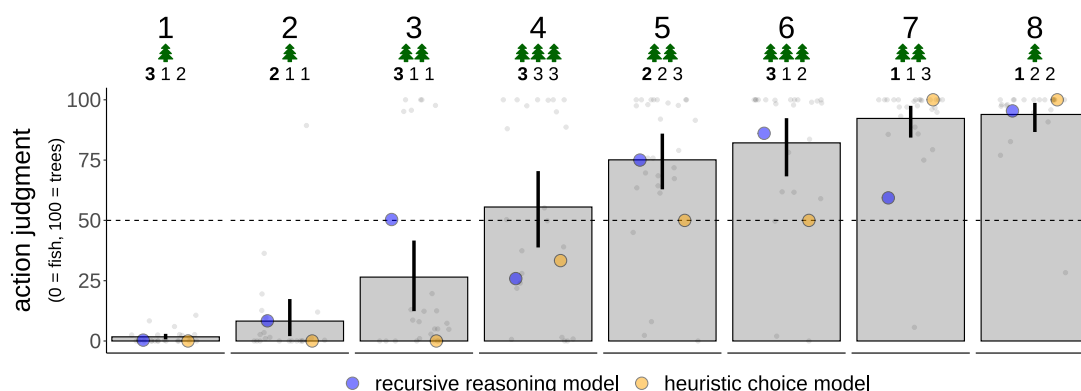 1 2 3 4 5 6 7 8
3 1 2 2 1 1 3 1 1 3 3 3 2 2 3 3 1 2 1 1 3 1 2 2
100
75
50
25
0
action judgment
(0 = fish, 100 = trees)
recursive reasoning model heuristic choice model